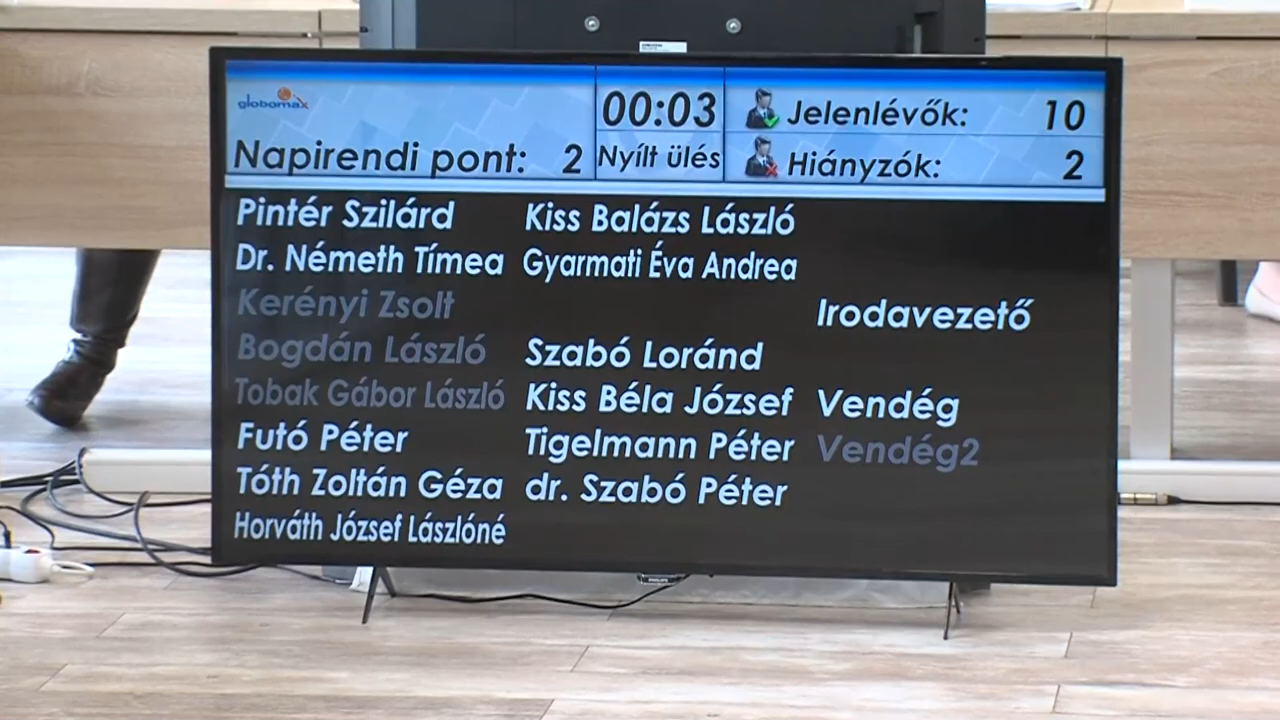 globomax
Napirendi pont: 2
00:03
Nyílt ülés
Jelenlévők: 10
Hiányzók: 2
Pintér Szilárd
Dr. Németh Tímea
Kerényi Zsolt
Bogdán László
Tobak Gábor László
Futó Péter
Tóth Zoltán Géza
Horváth József Lászlóné
Kiss Balázs László
Gyarmati Éva Andrea
Szabó Loránd
Kiss Béla József
Tigelmann Péter
dr. Szabó Péter
Irodavezető
Vendég
Vendég2
PHILIPS